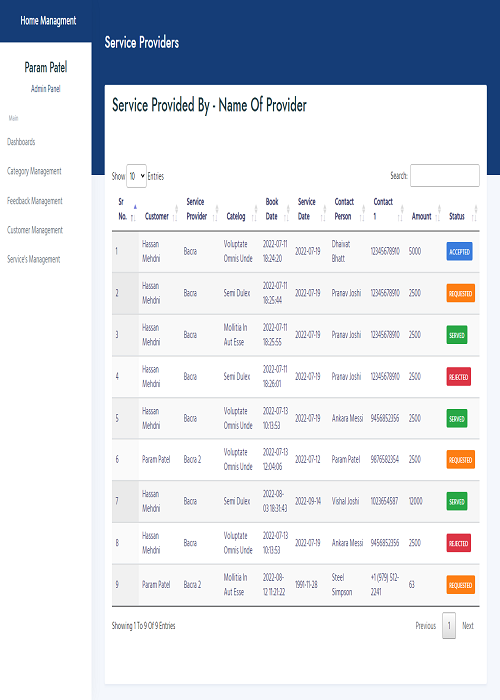 Home Managment
Service Providers
Param Patel
Admin Panel
Main
Dashboards
Category Management
Feedback Management
Customer Management
Service's Management
Service Provided By - Name Of Provider
Show 10 Entries
Search:
Sr No. Customer Service Provider Catelog Book Date Service Date Contact Person Contact 1 Amount Status
1 Hassan Mehdni Bacra Voluptate Omnis Unde 2022-07-11 18:24:20 2022-07-19 Dhaivat Bhatt 12345678910 5000 ACCEPTED
2 Hassan Mehdni Bacra Semi Dulex 2022-07-11 18:25:44 2022-07-19 Pranav Joshi 12345678910 2500 REQUESTED
3 Hassan Mehdni Bacra Mollitia In Aut Esse 2022-07-11 18:25:55 2022-07-19 Pranav Joshi 12345678910 2500 SERVED
4 Hassan Mehdni Bacra Semi Dulex 2022-07-11 18:26:01 2022-07-19 Pranav Joshi 12345678910 2500 REJECTED
5 Hassan Mehdni Bacra Voluptate Omnis Unde 2022-07-13 10:13:53 2022-07-19 Ankara Messi 9456852356 2500 SERVED
6 Param Patel Bacra 2 Voluptate Omnis Unde 2022-07-13 12:04:06 2022-07-12 Param Patel 9876582354 2500 REQUESTED
7 Hassan Mehdni Bacra Semi Dulex 2022-08-03 18:31:43 2022-09-14 Vishal Joshi 1023654587 12000 SERVED
8 Hassan Mehdni Bacra Voluptate Omnis Unde 2022-07-13 10:13:53 2022-07-19 Ankara Messi 9456852356 2500 REJECTED
9 Param Patel Bacra 2 Mollitia In Aut Esse 2022-08-12 11:21:22 1991-11-28 Steel Simpson +1 (979) 512-2241 63 REQUESTED
Showing 1 To 9 Of 9 Entries
Previous 1 Next